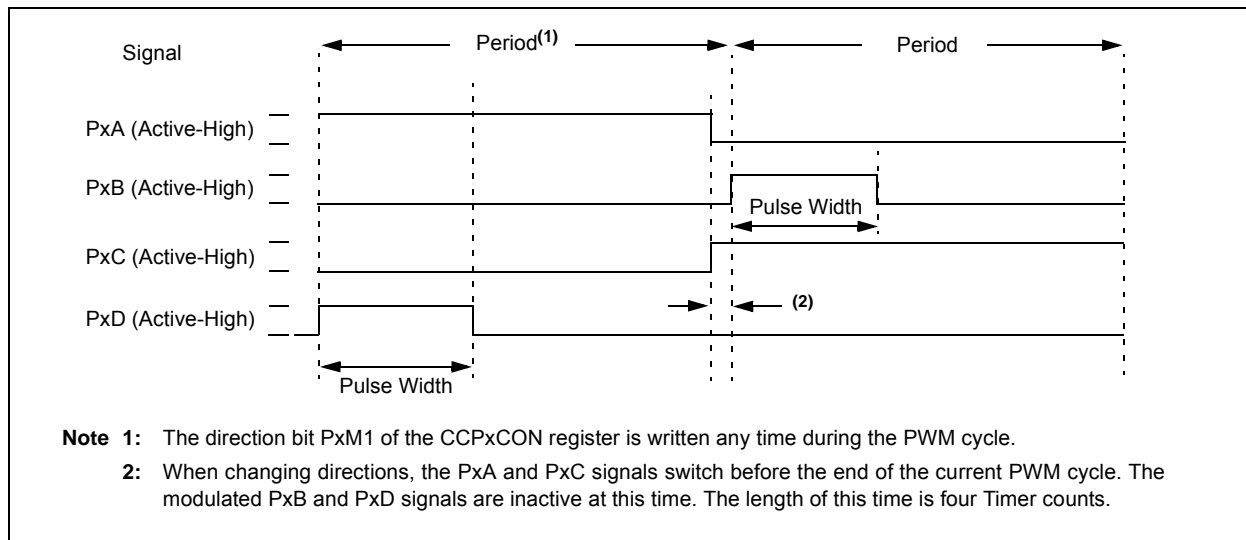 Signal
Period(1)
Period
PxA (Active-High)
PxB (Active-High)
Pulse Width
PxC (Active-High)
(2)
PxD (Active-High)
Pulse Width
Note 1: The direction bit PxM1 of the CCPxCON register is written any time during the PWM cycle.
2: When changing directions, the PxA and PxC signals switch before the end of the current PWM cycle. The
modulated PxB and PxD signals are inactive at this time. The length of this time is four Timer counts.